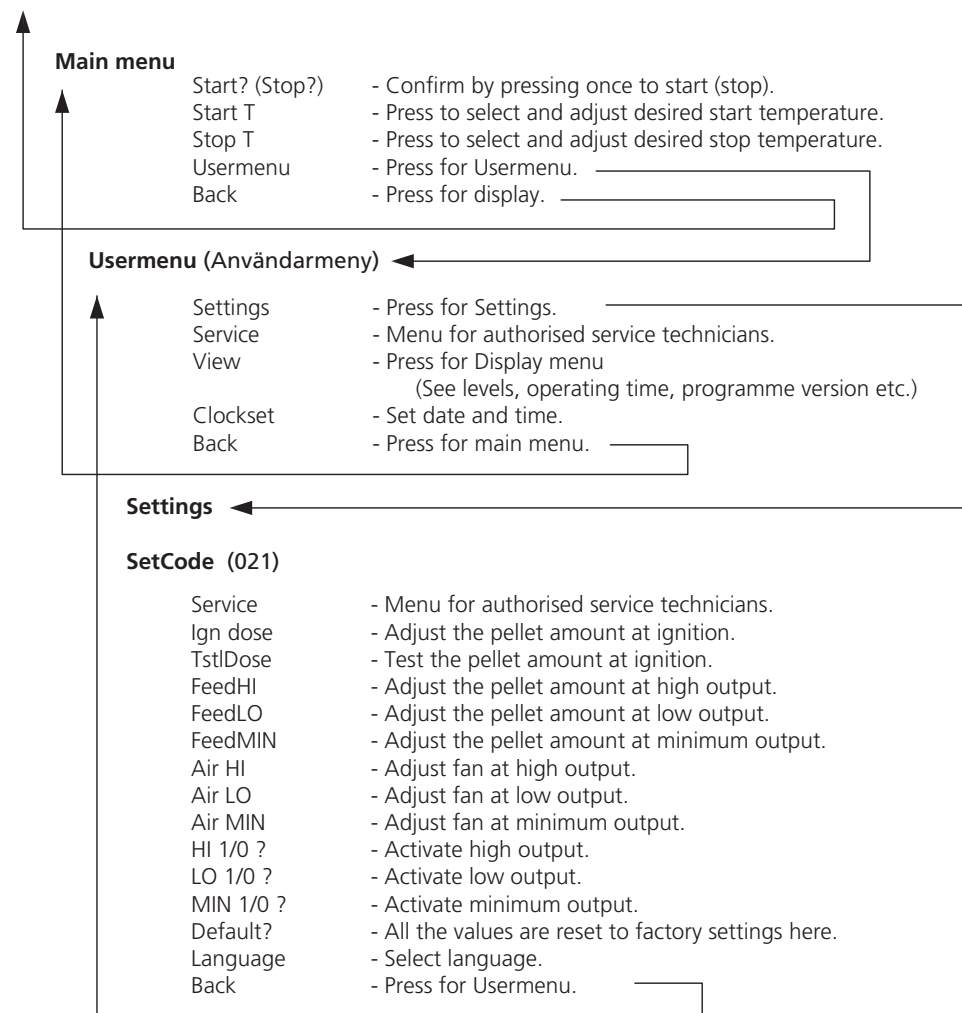 Main menu
Start? (Stop?) - Confirm by pressing once to start (stop).
Start T - Press to select and adjust desired start temperature.
Stop T - Press to select and adjust desired stop temperature.
Usermenu - Press for Usermenu.
Back - Press for display.
Usermenu (Användarmeny)
Settings - Press for Settings.
Service - Menu for authorised service technicians.
View - Press for Display menu
(See levels, operating time, programme version etc.)
Clockset - Set date and time.
Back - Press for main menu.
Settings
SetCode (021)
Service - Menu for authorised service technicians.
Ign dose - Adjust the pellet amount at ignition.
TstlDose - Test the pellet amount at ignition.
FeedHI - Adjust the pellet amount at high output.
FeedLO - Adjust the pellet amount at low output.
FeedMIN - Adjust the pellet amount at minimum output.
Air HI - Adjust fan at high output.
Air LO - Adjust fan at low output.
Air MIN - Adjust fan at minimum output.
HI 1/0 ? - Activate high output.
LO 1/0 ? - Activate low output.
MIN 1/0 ? - Activate minimum output.
Default? - All the values are reset to factory settings here.
Language - Select language.
Back - Press for Usermenu.